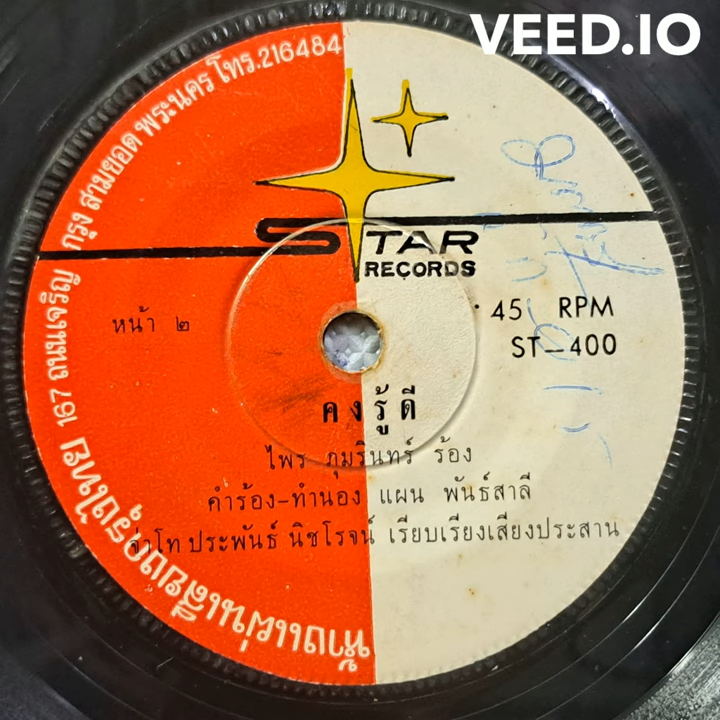 VEED.IO
ห้างแผ่นเสียงกรุงไทย 167 ถนนเจริญ กรุง สามยอด พระนคร โทร.216484
STAR
RECORDS
หน้า ๒
45 RPM
ST-400
คงรู้ดี
ไพร ภุมรินทร์ ร้อง
คำร้อง-ทำนอง แผน พันธ์สาลี
จ่าโท ประพันธ์ นิชโรจน์ เรียบเรียงเสียงประสาน